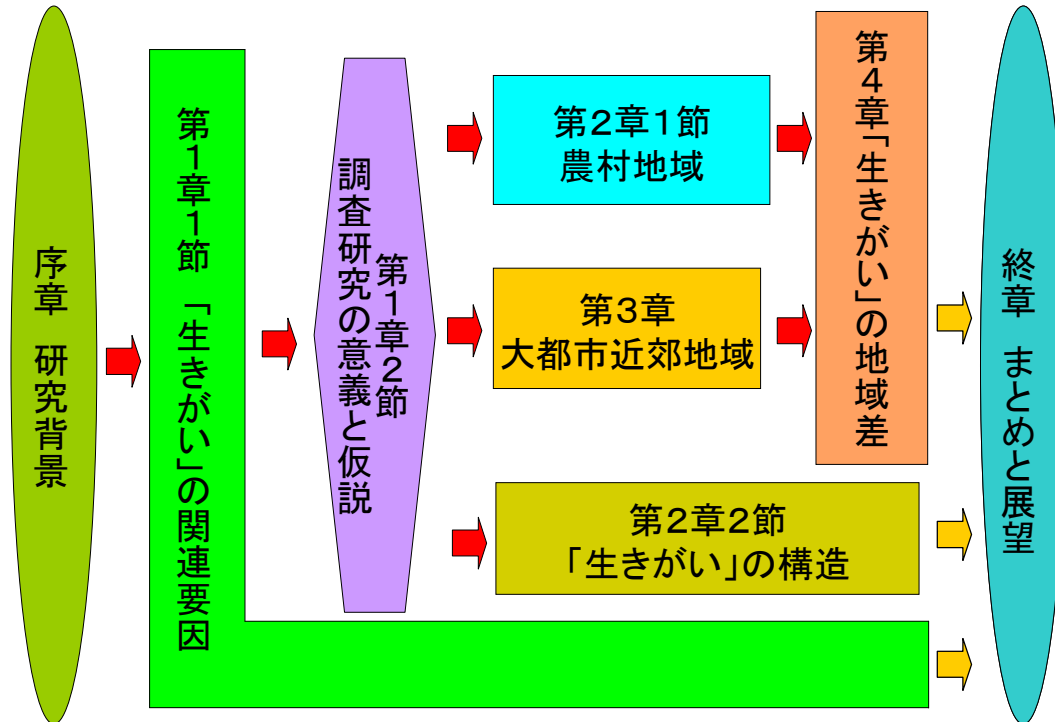 序章　研究背景
第1章1節　「生きがい」の関連要因
第1章2節
調査研究の意義と仮説
第2章1節
農村地域
第3章
大都市近郊地域
第2章2節
「生きがい」の構造
第4章「生きがい」の地域差
終章　まとめと展望